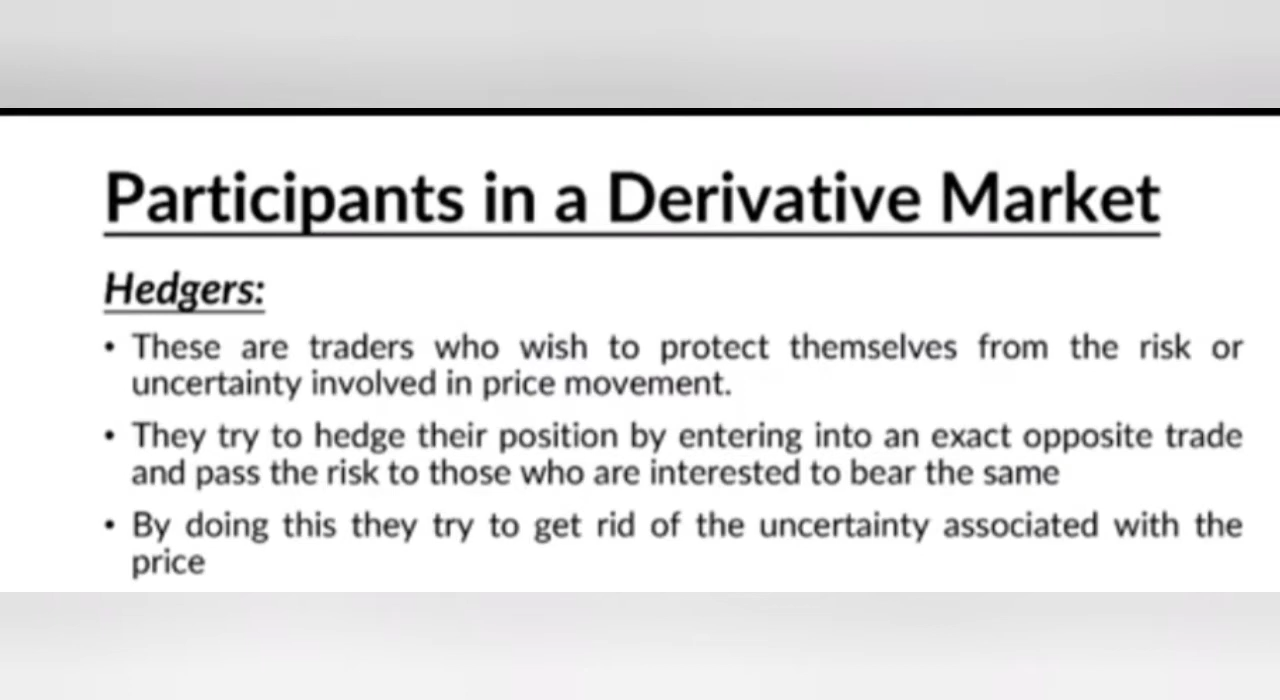 Participants in a Derivative Market
Hedgers:
• These are traders who wish to protect themselves from the risk or
uncertainty involved in price movement.
• They try to hedge their position by entering into an exact opposite trade
and pass the risk to those who are interested to bear the same
• By doing this they try to get rid of the uncertainty associated with the
price